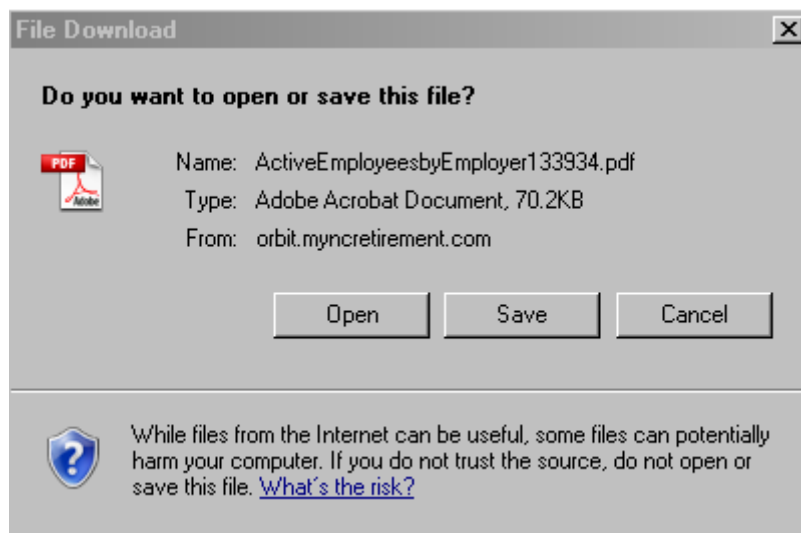 File Download
Do you want to open or save this file?
PDF
Adobe
Name: ActiveEmployeesbyEmployer133934.pdf
Type: Adobe Acrobat Document, 70.2KB
From: orbit.myncretirement.com
Open Save Cancel
While files from the Internet can be useful, some files can potentially
harm your computer. If you do not trust the source, do not open or
save this file. What's the risk?